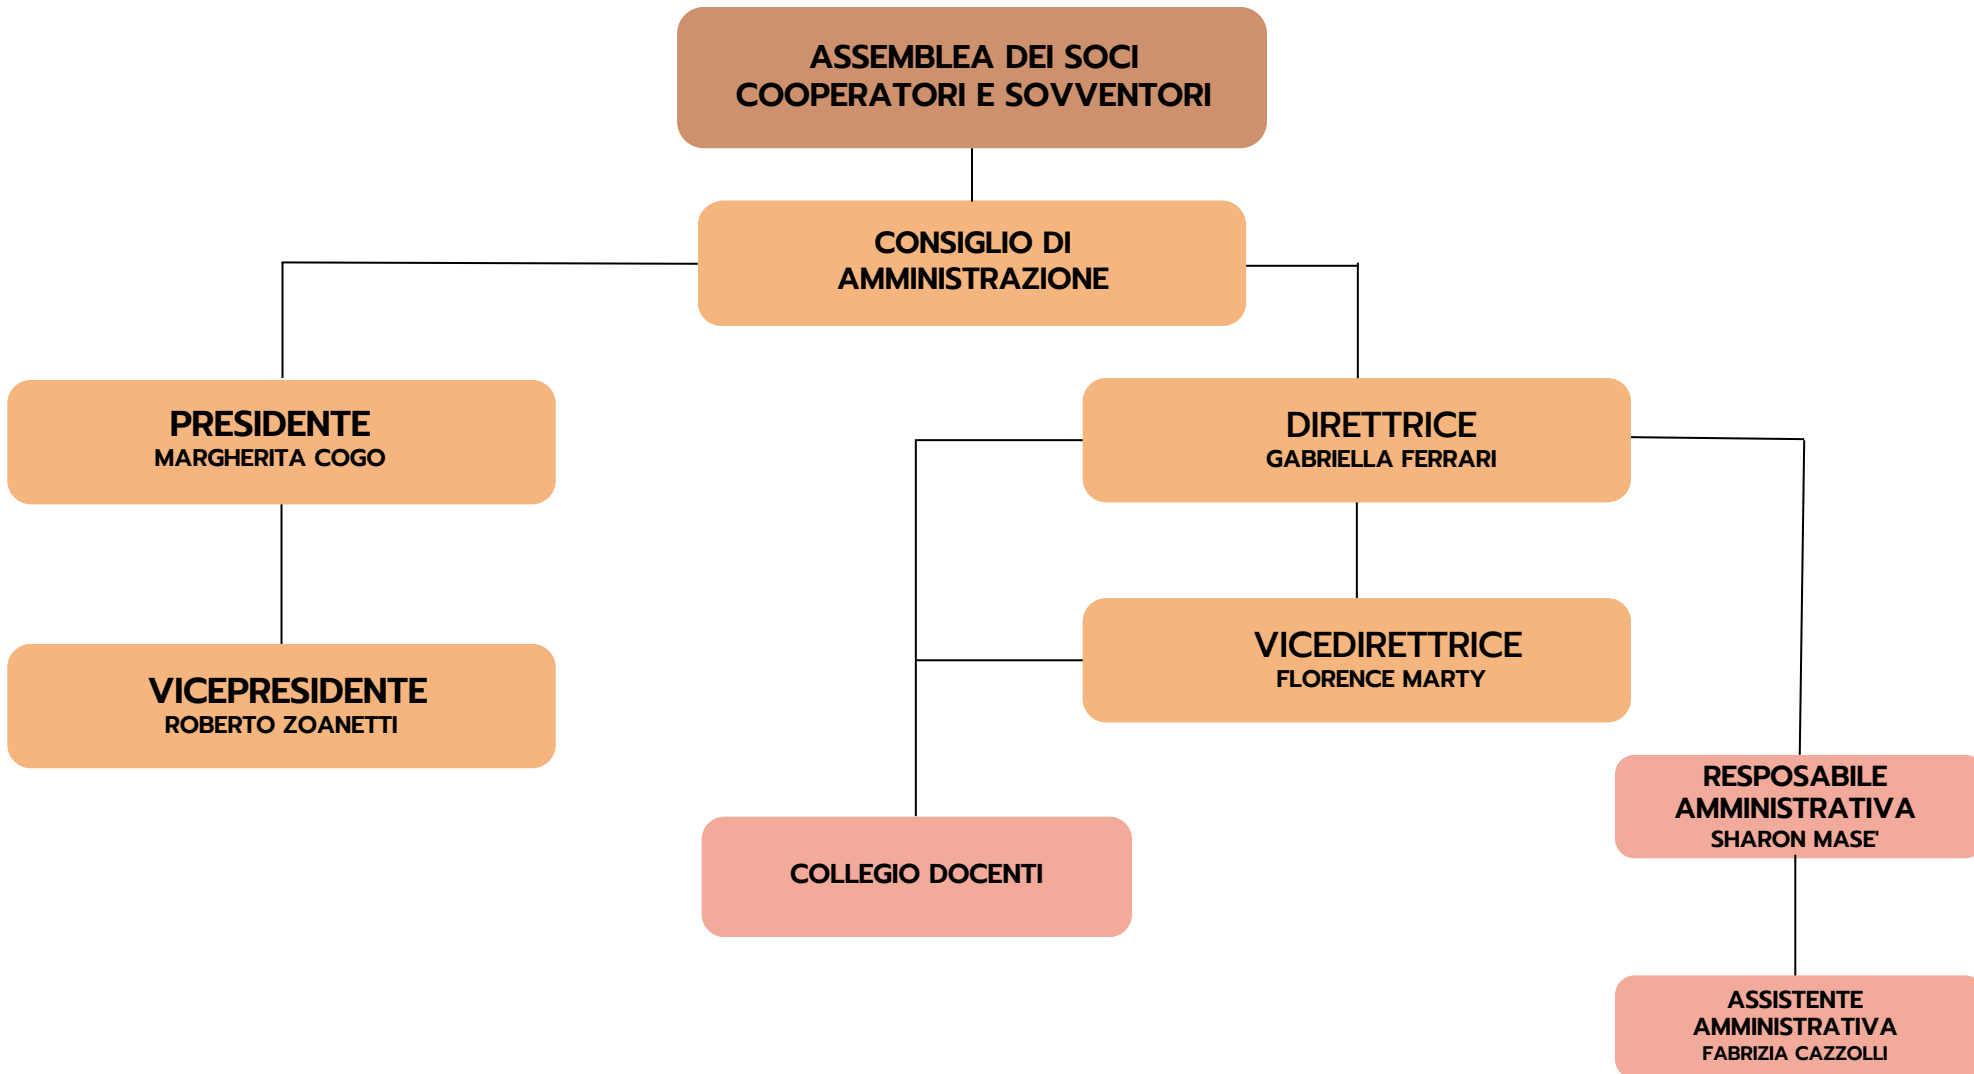 ASSEMBLEA DEI SOCI
COOPERATORI E SOVVENTORI
CONSIGLIO DI
AMMINISTRAZIONE
PRESIDENTE
MARGHERITA COGO
DIRETTRICE
GABRIELLA FERRARI
VICEPRESIDENTE
ROBERTO ZOANETTI
VICEDIRETTRICE
FLORENCE MARTY
COLLEGIO DOCENTI
RESPOSABILE
AMMINISTRATIVA
SHARON MASE'
ASSISTENTE
AMMINISTRATIVA
FABRIZIA CAZZOLLI